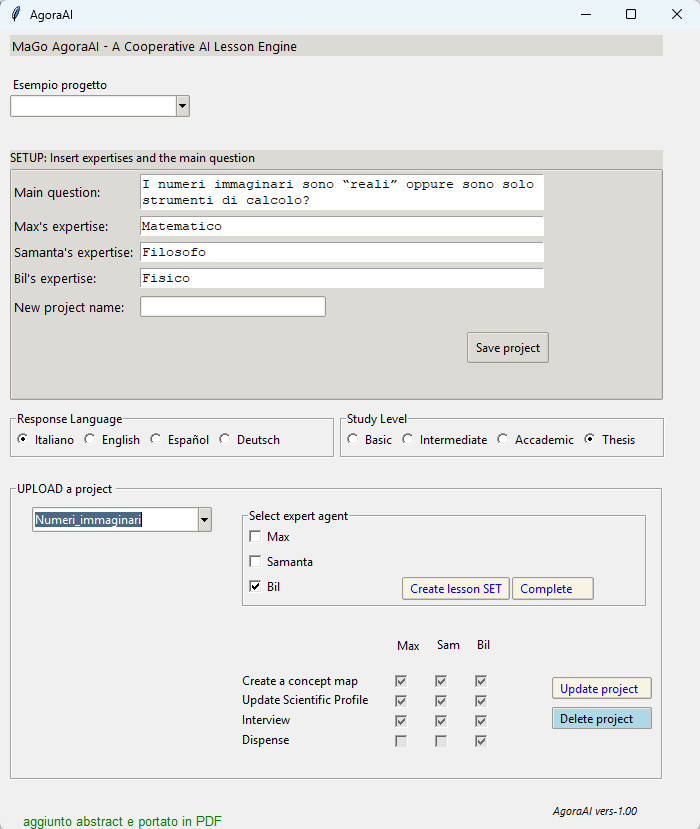 AgoraAI
MaGo AgoraAI - A Cooperative AI Lesson Engine
Esempio progetto
SETUP: Insert expertises and the main question
Main question:
I numeri immaginari sono “reali” oppure sono solo
strumenti di calcolo?
Max's expertise: Matematico
Samanta's expertise: Filosofo
Bil's expertise: Fisico
New project name:
Save project
Response Language
Italiano English Español Deutsch
Study Level
Basic Intermediate Accademic Thesis
UPLOAD a project
Numeri_immaginari
Select expert agent
Max
Samanta
Bil
Create lesson SET Complete
Max Sam Bil
Create a concept map
Update Scientific Profile
Interview
Dispense
Update project
Delete project
AgoraAI vers-1.00
aggiunto abstract e portato in PDF